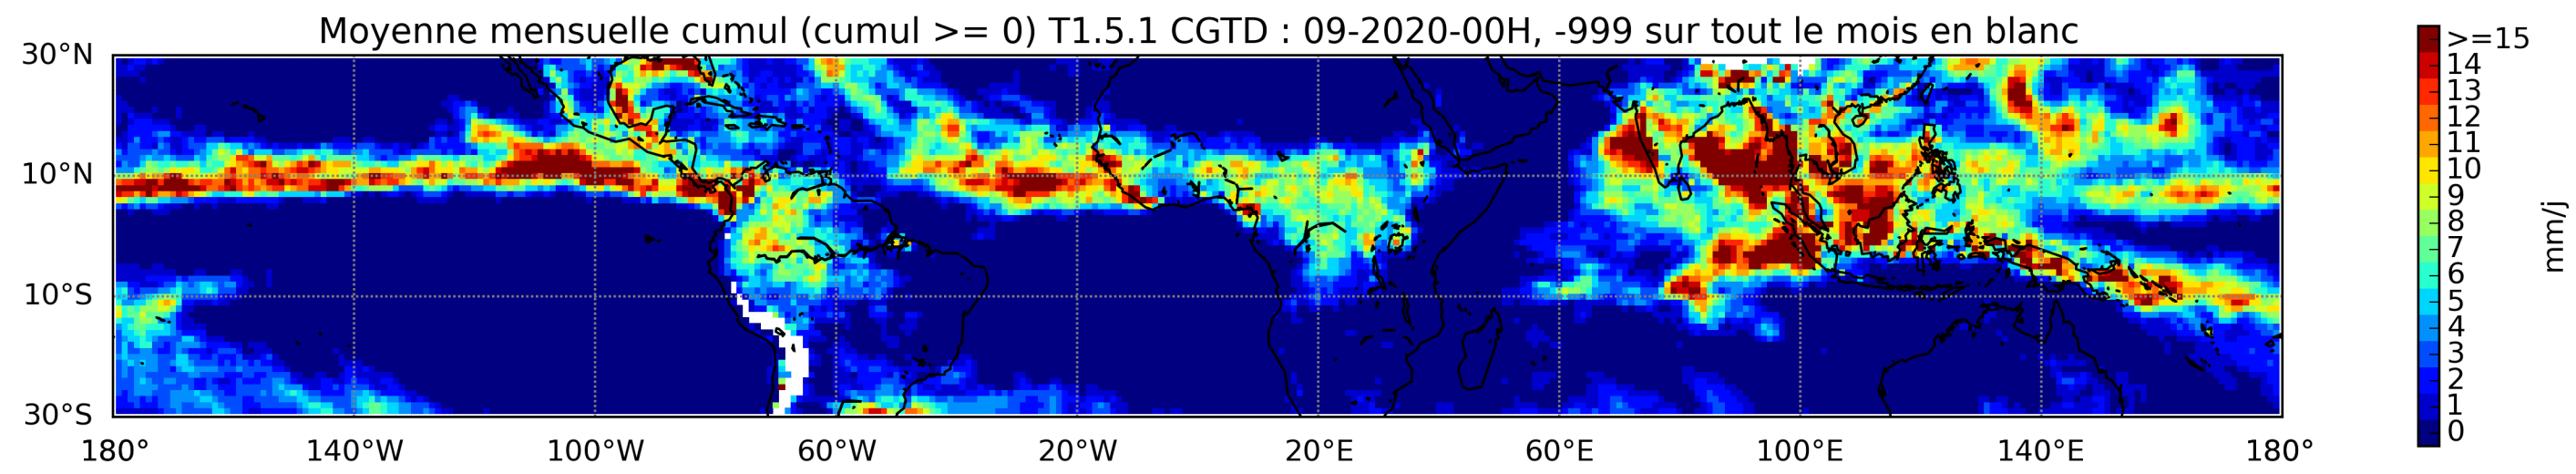 Moyenne mensuelle cumul (cumul >= 0) T1.5.1 CGTD : 09-2020-00H, -999 sur tout le mois en blanc
30°N
10°N
10°S
30°S
180° 140°W 100°W 60°W 20°W 20°E 60°E 100°E 140°E 180°
>=15
14
13
12
11
10
9
8
7
6
5
4
3
2
1
0
mm/j